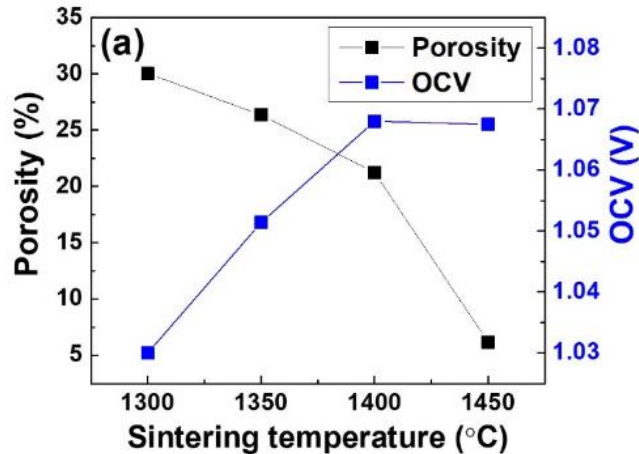 (a)
Porosity
OCV
Porosity (%)
35
30
25
20
15
10
5
OCV (V)
1.08
1.07
1.06
1.05
1.04
1.03
1300 1350 1400 1450
Sintering temperature (°C)